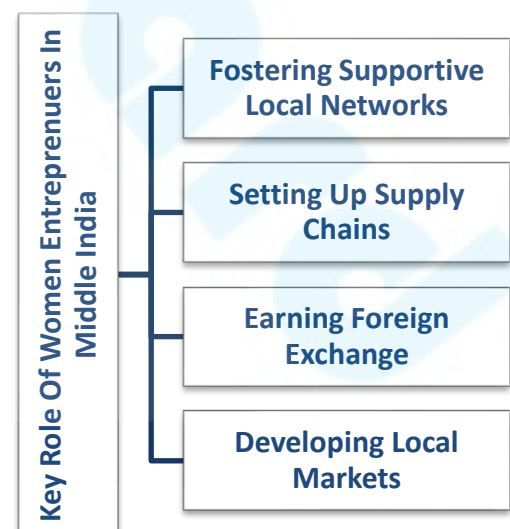 Key Role Of Women Entreprenuers In
Middle India
Fostering Supportive
Local Networks
Setting Up Supply
Chains
Earning Foreign
Exchange
Developing Local
Markets